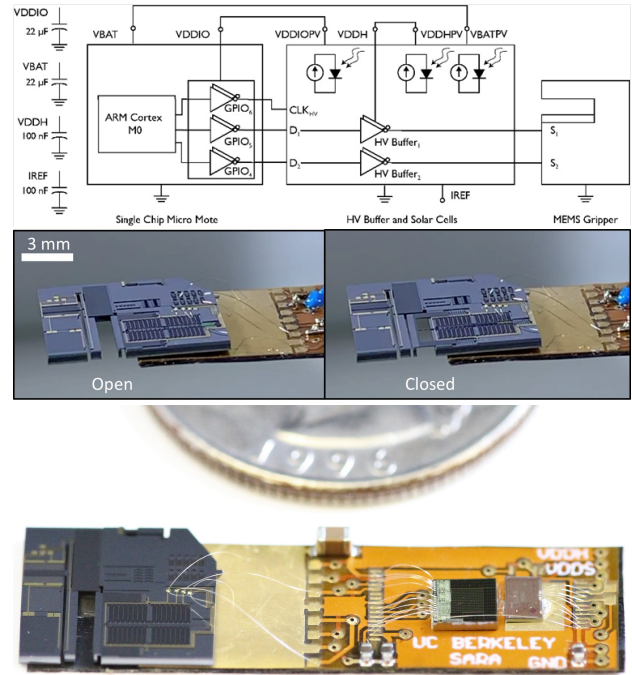 VDDIO
22 µF
VBAT
22 µF
VDDH
100 nF
IREF
100 nF
VBAT
VDDIO
VDDIOPV
VDDH
VDDHPV
VBATPV
ARM Cortex
M0
GPIO6
GPIO5
GPIO4
CLKHV
D1
D2
HV Buffer1
HV Buffer2
S1
S2
IREF
Single Chip Micro Mote
HV Buffer and Solar Cells
MEMS Gripper
3 mm
Open
Closed
1996
VDDH
VDDS
UC BERKELEY
SARA
GND